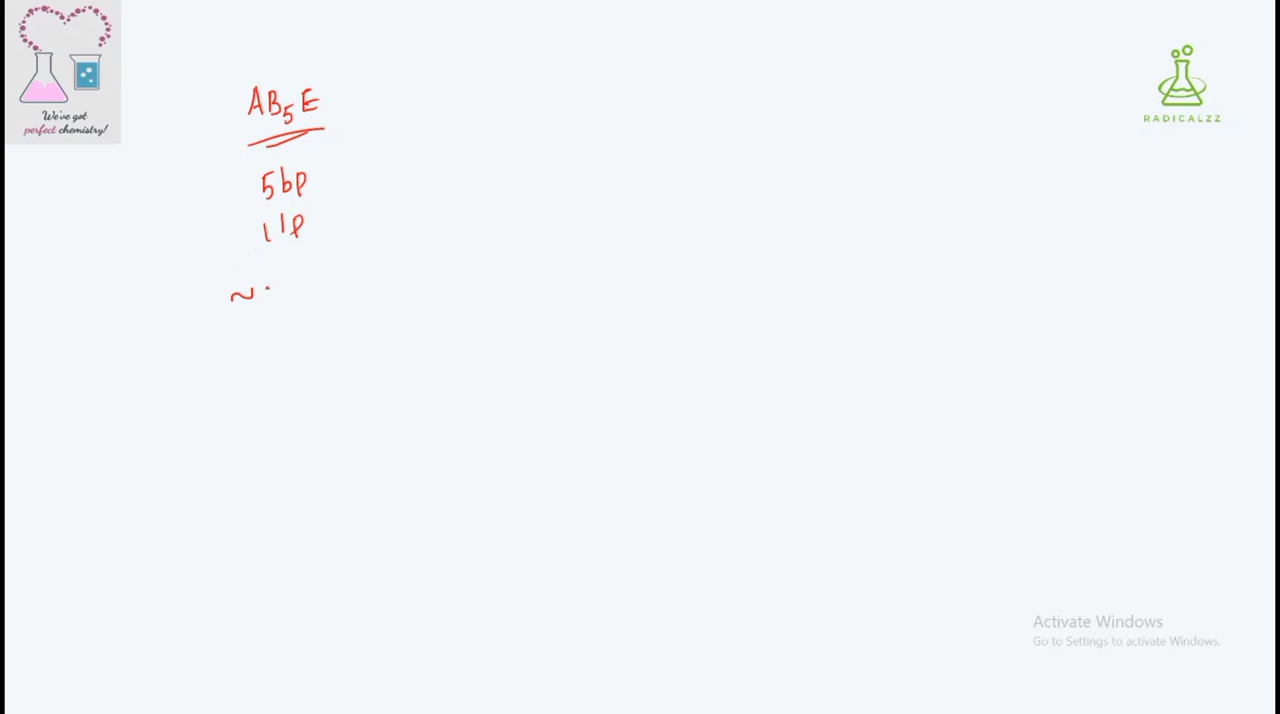 We've got
perfect chemistry!
RADICALZZ
AB₅E
5bp
1lp
~
Activate Windows
Go to Settings to activate Windows.